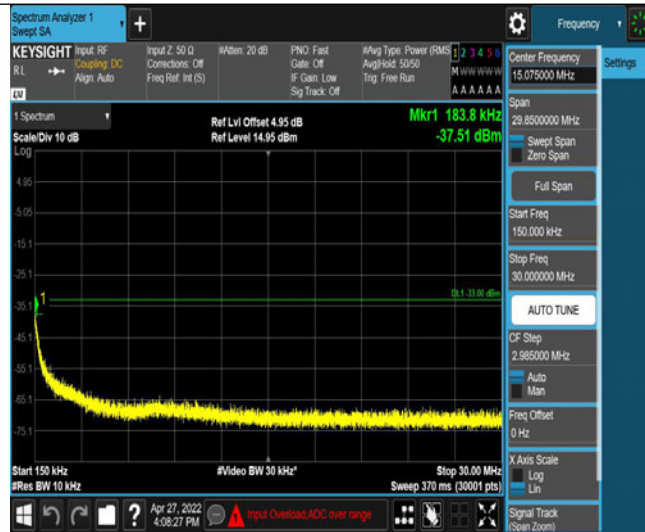 Spectrum Analyzer 1
Swept SA
Frequency
KEYSIGHT
RL
LXI
Input: RF
Coupling: DC
Align: Auto
Input Z: 50 Ω
Corrections: Off
Freq Ref: Int (S)
#Atten: 20 dB
PNO: Fast
Gate: Off
IF Gain: Low
Sig Track: Off
#Avg Type: Power (RMS
Avg|Hold: 50/50
Trig: Free Run
1 2 3 4 5 6
M W W W W W
A A A A A A
1 Spectrum
Scale/Div 10 dB
Log
Ref Lvl Offset 4.95 dB
Ref Level 14.95 dBm
Mkr1 183.8 kHz
-37.51 dBm
4.95
-5.05
-15.1
-25.1
-35.1
-45.1
-55.1
-65.1
-75.1
1
DL1 -33.00 dBm
Start 150 kHz
#Res BW 10 kHz
#Video BW 30 kHz*
Stop 30.00 MHz
Sweep 370 ms (30001 pts)
?
Apr 27, 2022
4:08:27 PM
Input Overload;ADC over range
Center Frequency
15.075000 MHz
Settings
Span
29.8500000 MHz
Swept Span
Zero Span
Full Span
Start Freq
150.000 kHz
Stop Freq
30.000000 MHz
AUTO TUNE
CF Step
2.985000 MHz
Auto
Man
Freq Offset
0 Hz
X Axis Scale
Log
Lin
Signal Track
(Span Zoom)